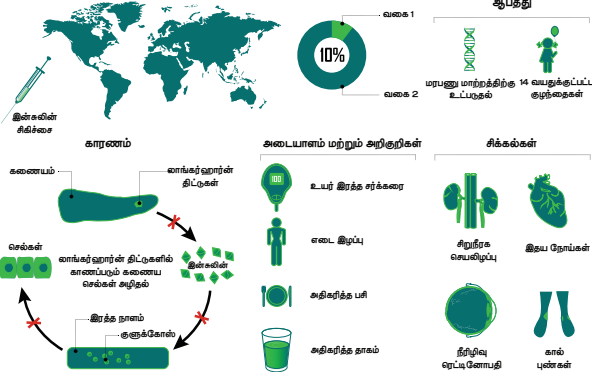 ஆபத்து
வகை 1
10%
வகை 2
இன்சுலின்
சிகிச்சை
மரபணு மாற்றத்திற்கு
உட்படுதல்
14 வயதுக்குட்பட்ட
குழந்தைகள்
காரணம்
கணையம்
லாங்கர்ஹார்ன்
திட்டுகள்
செல்கள்
லாங்கர்ஹார்ன் திட்டுகளில்
காணப்படும் கணைய
செல்கள் அழிதல்
இன்சுலின்
இரத்த நாளம்
குளுக்கோஸ்
அடையாளம் மற்றும் அறிகுறிகள்
100
உயர் இரத்த சர்க்கரை
எடை இழப்பு
அதிகரித்த பசி
அதிகரித்த தாகம்
சிக்கல்கள்
சிறுநீரக
செயலிழப்பு
இதய நோய்கள்
நீரிழிவு
ரெட்டினோபதி
கால்
புண்கள்